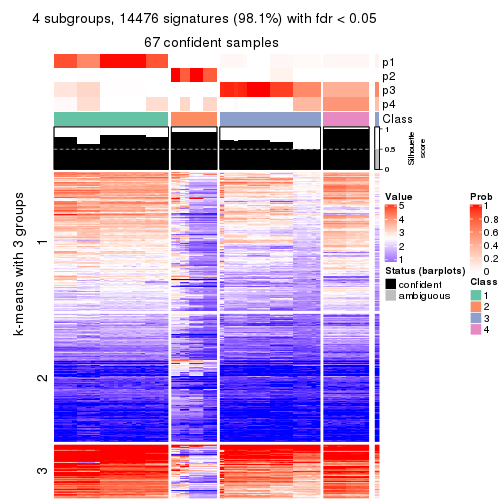 4 subgroups, 14476 signatures (98.1%) with fdr < 0.05
67 confident samples
p1
p2
p3
p4
Class
1
0.5
0
Silhouette
score
k-means with 3 groups
1
2
3
Value
5
4
3
2
1
Status (barplots)
confident
ambiguous
Prob
1
0.8
0.6
0.4
0.2
0
Class
1
2
3
4